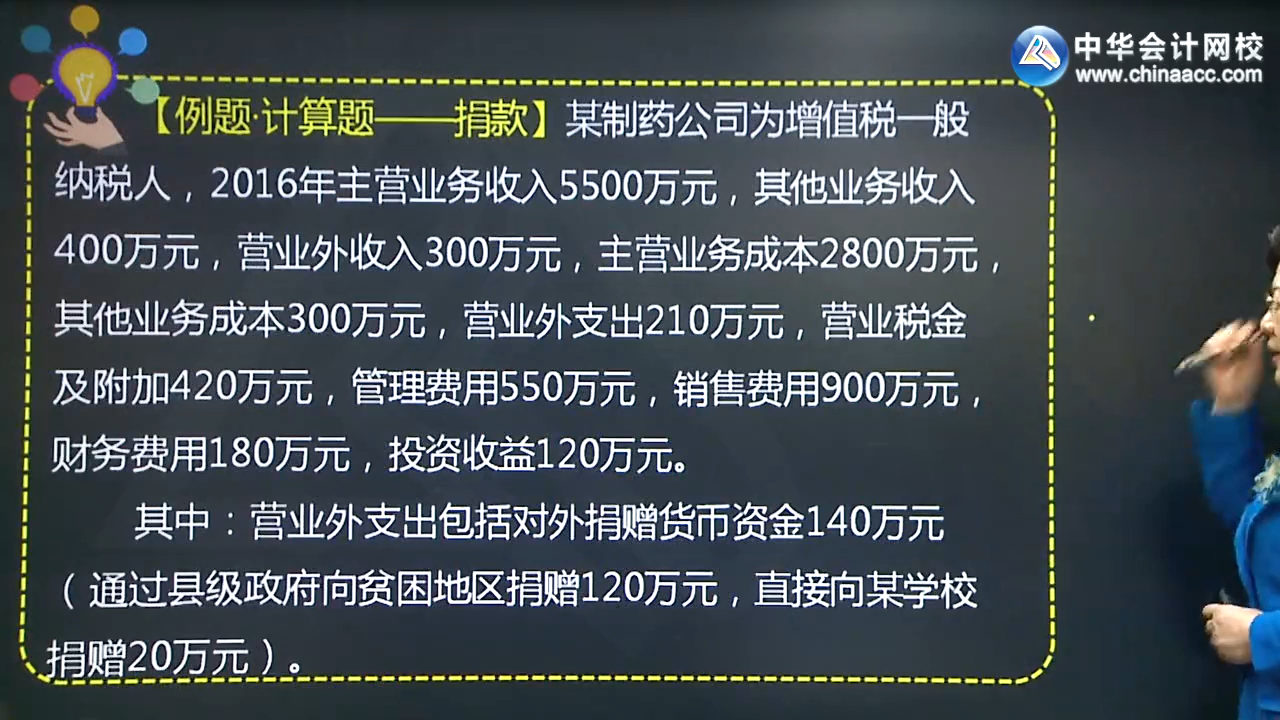 中华会计网校
www.chinaacc.com
【例题·计算题——捐款】某制药公司为增值税一般
纳税人，2016年主营业务收入5500万元，其他业务收入
400万元，营业外收入300万元，主营业务成本2800万元，
其他业务成本300万元，营业外支出210万元，营业税金
及附加420万元，管理费用550万元，销售费用900万元，
财务费用180万元，投资收益120万元。
其中：营业外支出包括对外捐赠货币资金140万元
（通过县级政府向贫困地区捐赠120万元，直接向某学校
捐赠20万元）。